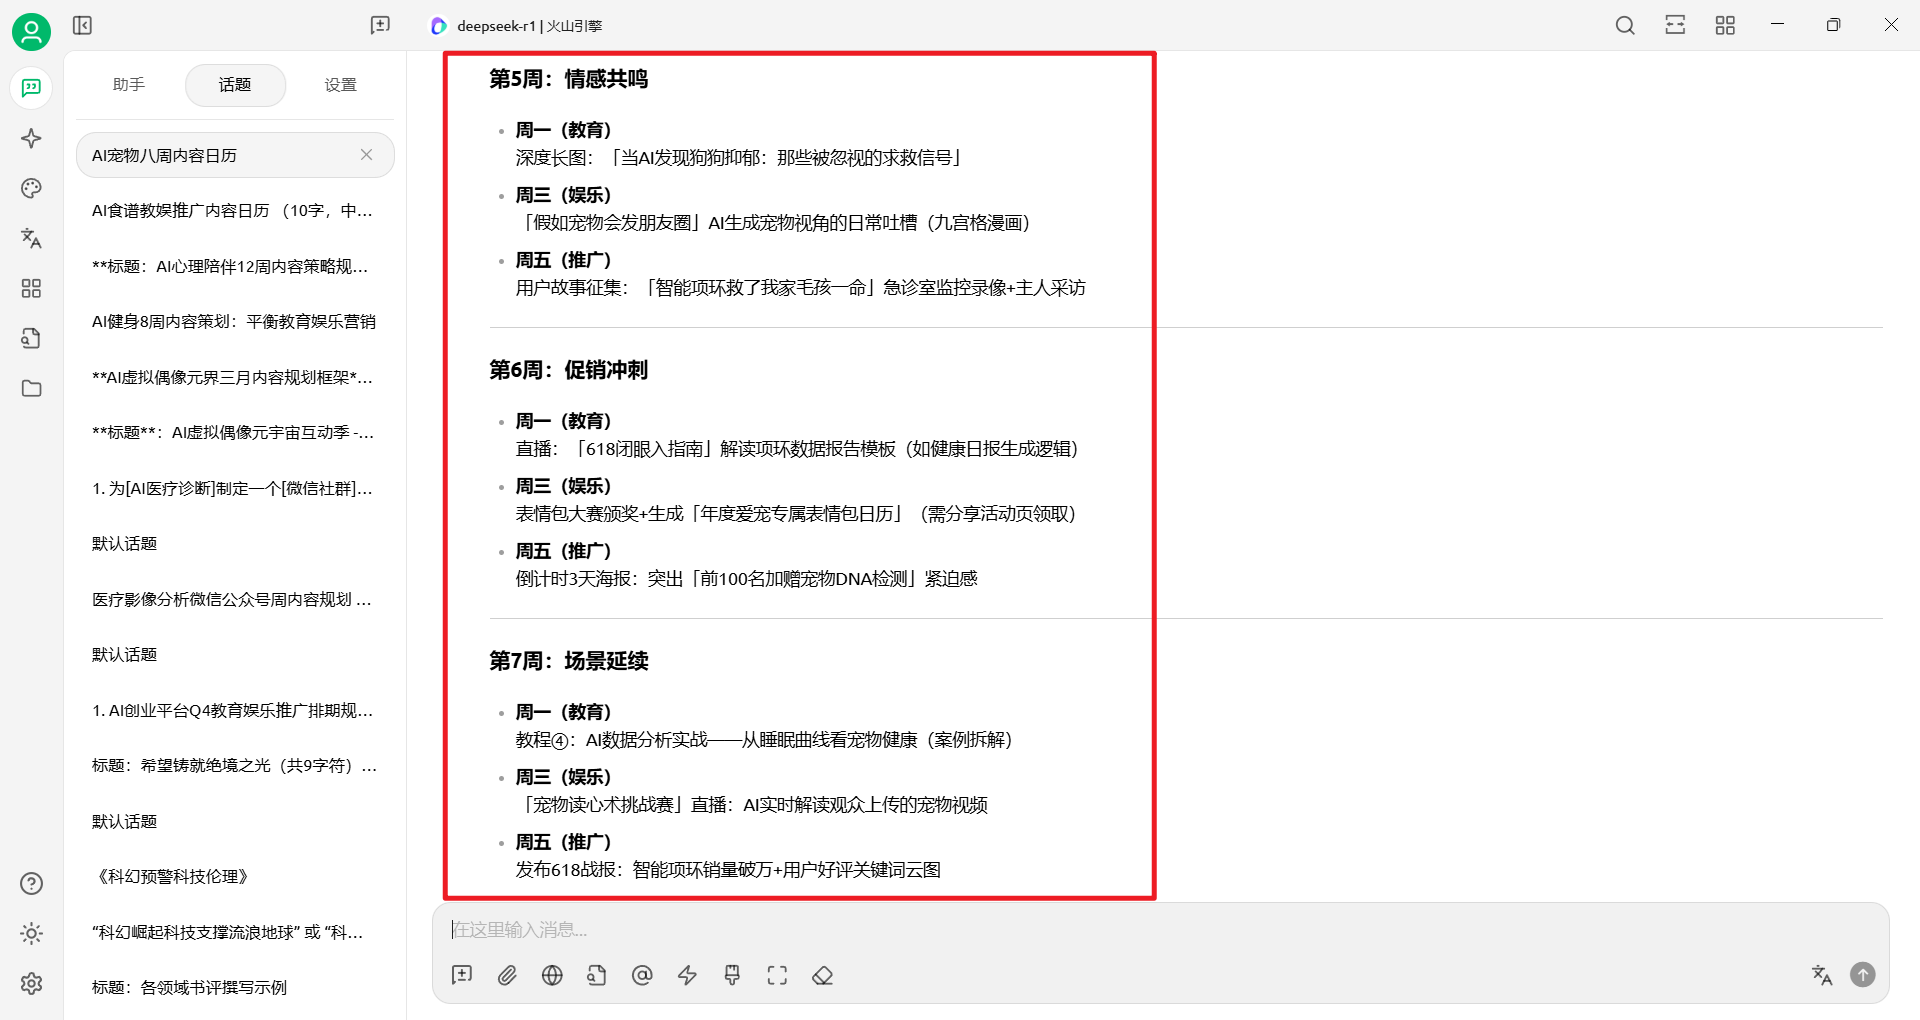 deepseek-r1 | 火山引擎
助手
话题
设置
AI宠物八周内容日历
AI食谱教娱推广内容日历 （10字，中...
**标题：AI心理陪伴12周内容策略规...
AI健身8周内容策划：平衡教育娱乐营销
**AI虚拟偶像元界三月内容规划框架*...
**标题**：AI虚拟偶像元宇宙互动季 -...
1. 为[AI医疗诊断]制定一个[微信社群]...
默认话题
医疗影像分析微信公众号周内容规划 ...
默认话题
1. AI创业平台Q4教育娱乐推广排期规...
标题：希望铸就绝境之光（共9字符）...
默认话题
《科幻预警科技伦理》
“科幻崛起科技支撑流浪地球” 或 “科...
标题：各领域书评撰写示例
第5周：情感共鸣
周一（教育）
深度长图：「当AI发现狗狗抑郁：那些被忽视的求救信号」
周三（娱乐）
「假如宠物会发朋友圈」AI生成宠物视角的日常吐槽（九宫格漫画）
周五（推广）
用户故事征集：「智能项环救了我家毛孩一命」急诊室监控录像+主人采访
第6周：促销冲刺
周一（教育）
直播：「618闭眼入指南」解读项环数据报告模板（如健康日报生成逻辑）
周三（娱乐）
表情包大赛颁奖+生成「年度爱宠专属表情包日历」（需分享活动页领取）
周五（推广）
倒计时3天海报：突出「前100名加赠宠物DNA检测」紧迫感
第7周：场景延续
周一（教育）
教程④：AI数据分析实战——从睡眠曲线看宠物健康（案例拆解）
周三（娱乐）
「宠物读心术挑战赛」直播：AI实时解读观众上传的宠物视频
周五（推广）
发布618战报：智能项环销量破万+用户好评关键词云图
在这里输入消息...